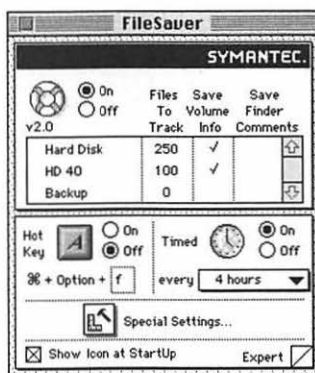 FileSaver
SYMANTEC.
On
Off
v2.0
Files To Track
Save Volume Info
Save Finder Comments
Hard Disk 250 ✓
HD 40 100 ✓
Backup 0
Hot Key A On Off
⌘ + Option + f
Timed On Off
every 4 hours
Special Settings...
Show Icon at StartUp
Expert